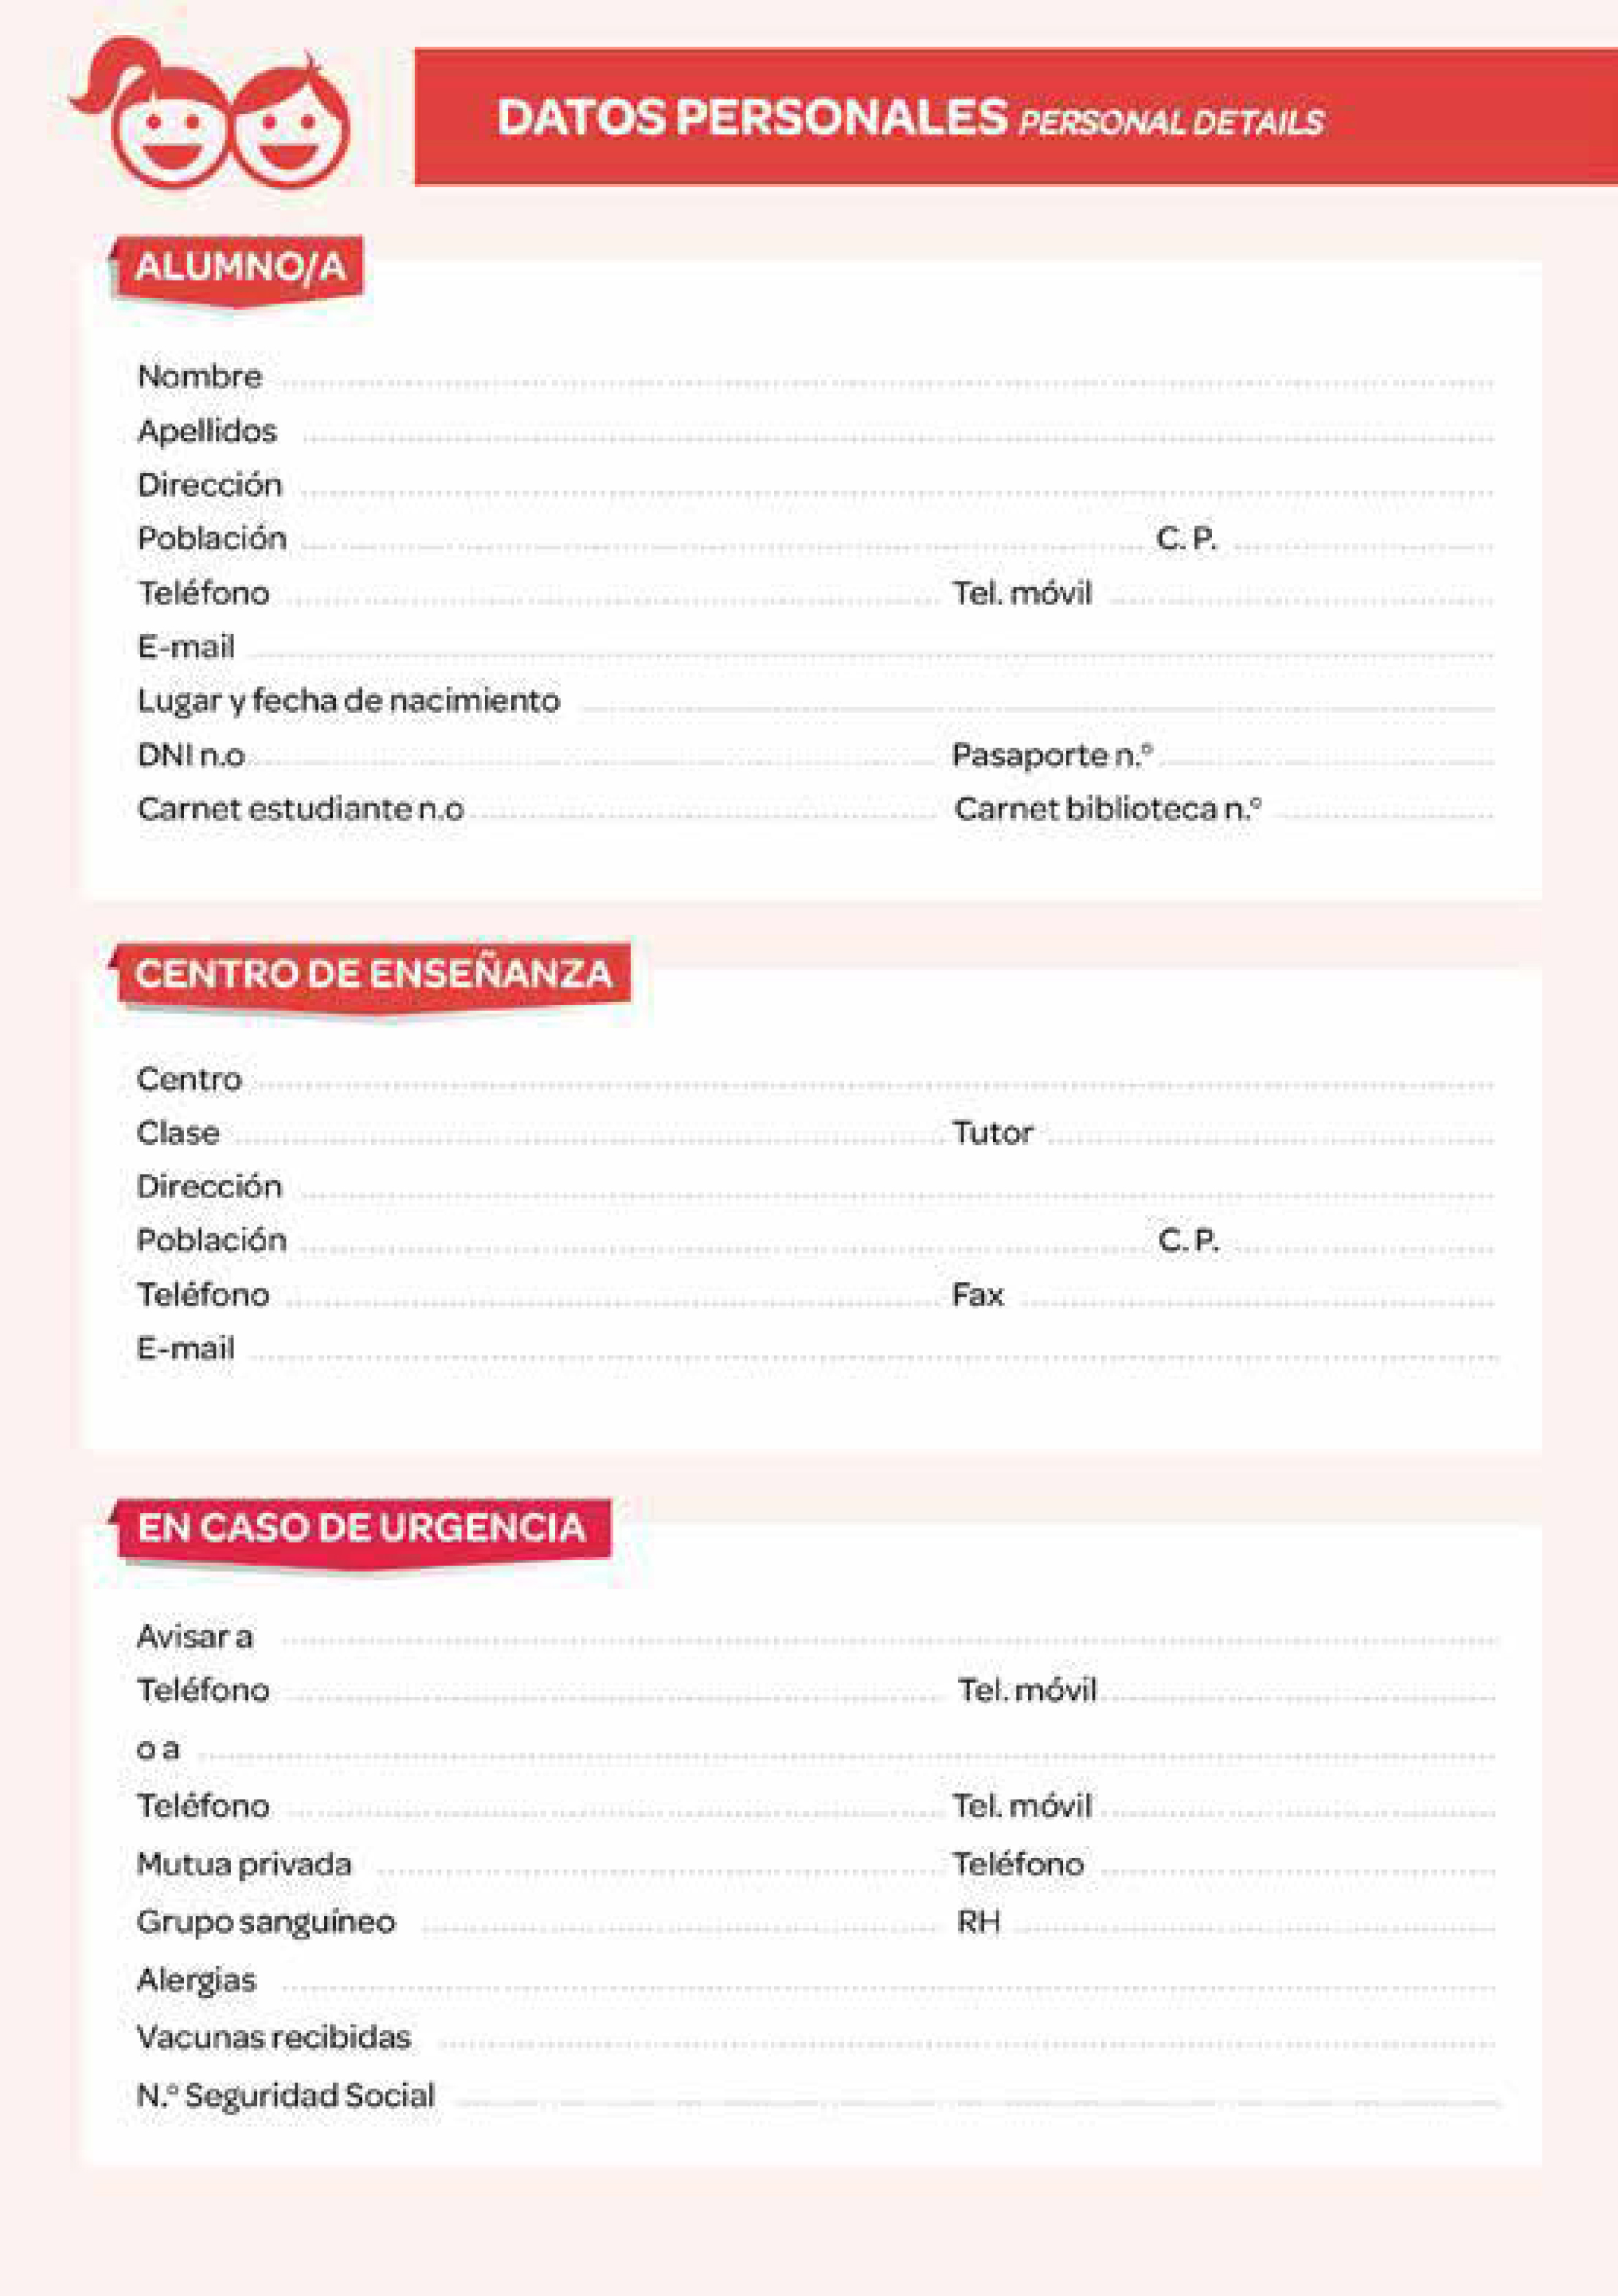 DATOS PERSONALES PERSONAL DETAILS
ALUMNO/A
Nombre
Apellidos
Dirección
Población C. P.
Teléfono Tel. móvil
E-mail
Lugar y fecha de nacimiento
DNI n.o Pasaporte n.º
Carnet estudiante n.o Carnet biblioteca n.º
CENTRO DE ENSEÑANZA
Centro
Clase Tutor
Dirección
Población C. P.
Teléfono Fax
E-mail
EN CASO DE URGENCIA
Avisar a
Teléfono Tel. móvil
o a
Teléfono Tel. móvil
Mutua privada Teléfono
Grupo sanguíneo RH
Alergias
Vacunas recibidas
N.º Seguridad Social